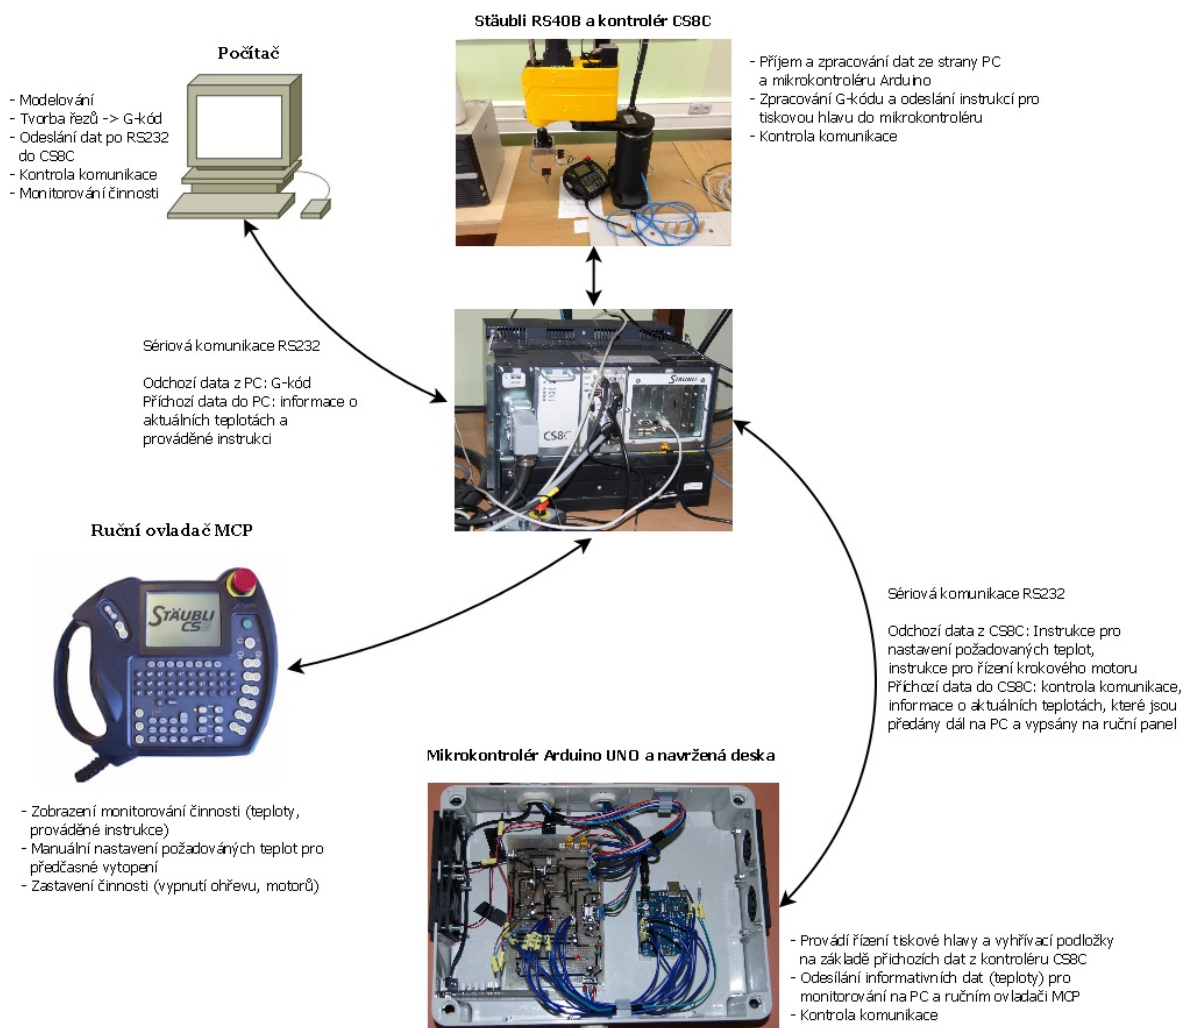 Stäubli RS40B a kontrolér CS8C
Počítač
- Modelování
- Tvorba řezů -> G-kód
- Odeslání dat po RS232
do CS8C
- Kontrola komunikace
- Monitorování činnosti
- Příjem a zpracování dat ze strany PC
a mikrokontroléru Arduino
- Zpracování G-kódu a odeslání instrukcí pro
tiskovou hlavu do mikrokontroléru
- Kontrola komunikace
Sériová komunikace RS232
Odchozí data z PC: G-kód
Příchozí data do PC: informace o
aktuálních teplotách a
prováděné instrukci
STÄUBLI
CS8C
Ruční ovladač MCP
STÄUBLI
CS8
- Zobrazení monitorování činnosti (teploty,
prováděné instrukce)
- Manuální nastavení požadováných teplot pro
předčasné vytopení
- Zastavení činnosti (vypnutí ohřevu, motorů)
Sériová komunikace RS232
Odchozí data z CS8C: Instrukce pro
nastavení požadovaných teplot,
instrukce pro řízení krokového motoru
Příchozí data do CS8C: kontrola komunikace,
informace o aktuálních teplotách, které jsou
předány dál na PC a vypsány na ruční panel
Mikrokontrolér Arduino UNO a navržená deska
- Provádí řízení tiskové hlavy a vyhřívací podložky
na základě přichozích dat z kontroléru CS8C
- Odesílání informativních dat (teploty) pro
monitorování na PC a ručním ovladači MCP
- Kontrola komunikace